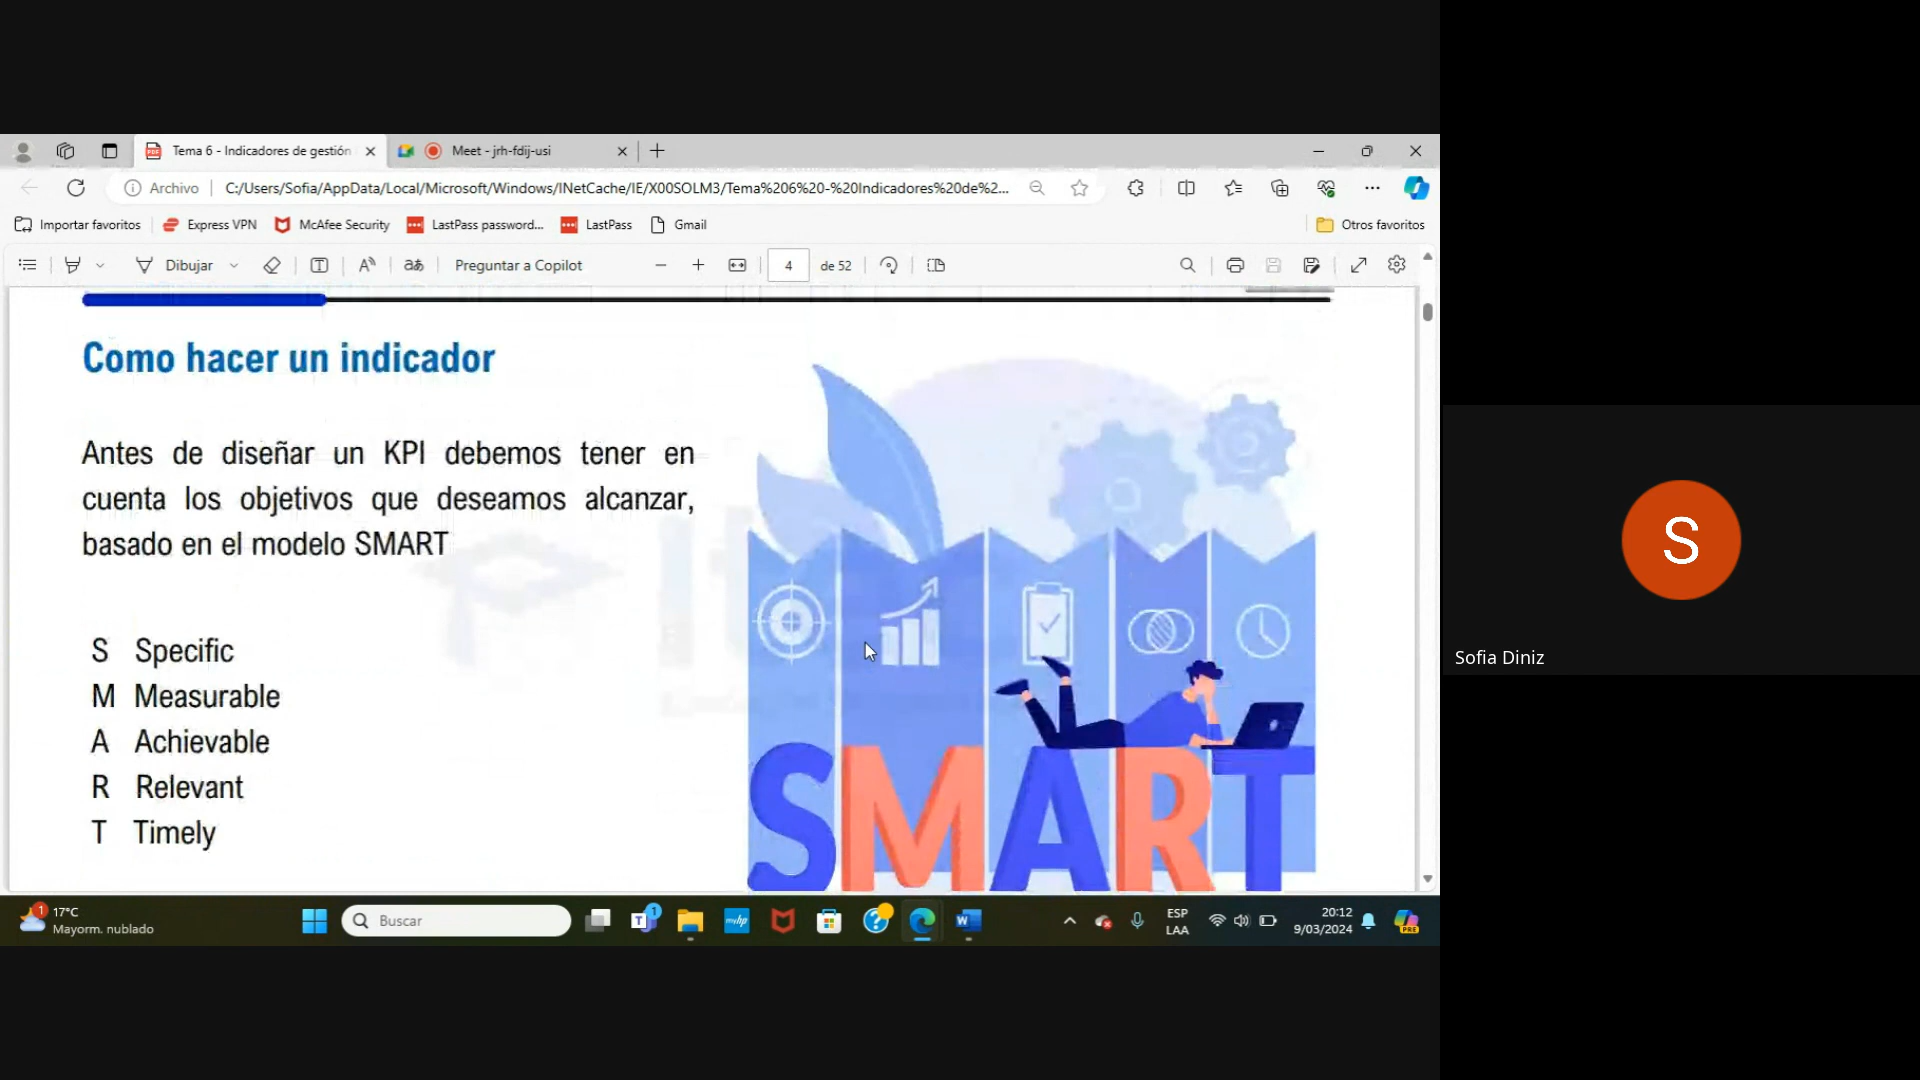 Tema 6 - Indicadores de gestión
Meet - jrh-fdij-usi
Archivo
C:/Users/Sofia/AppData/Local/Microsoft/Windows/INetCache/IE/X00SOLM3/Tema%206%20-%20Indicadores%20de%2...
Importar favoritos
Express VPN
McAfee Security
LastPass password...
LastPass
Gmail
Otros favoritos
Dibujar
Preguntar a Copilot
4
de 52
Como hacer un indicador
Antes de diseñar un KPI debemos tener en
cuenta los objetivos que deseamos alcanzar,
basado en el modelo SMART
S Specific
M Measurable
A Achievable
R Relevant
T Timely
SMART
S
Sofia Diniz
1
17°C
Mayorm. nublado
Buscar
1
ESP
LAA
20:12
9/03/2024